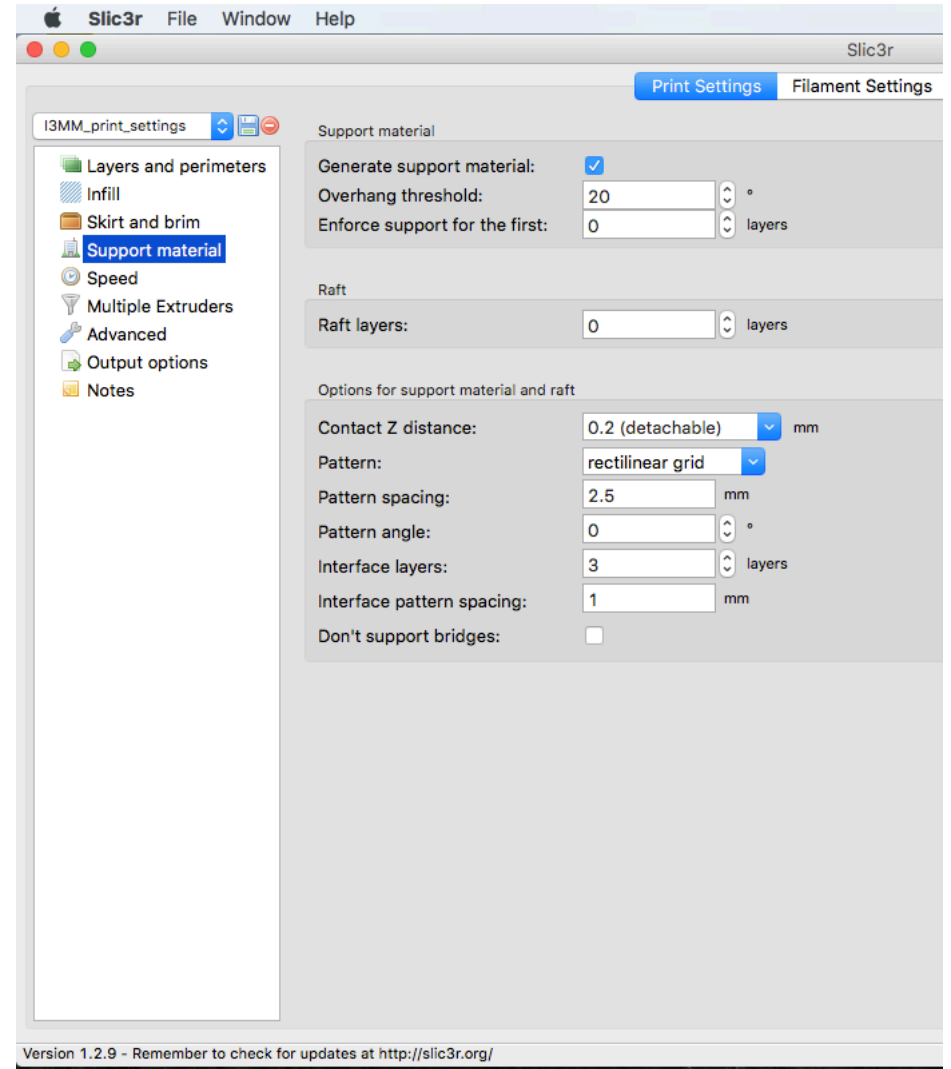 Slic3r File Window Help
Slic3r
Print Settings Filament Settings
I3MM_print_settings
Layers and perimeters
Infill
Skirt and brim
Support material
Speed
Multiple Extruders
Advanced
Output options
Notes
Support material
Generate support material:
Overhang threshold: 20 °
Enforce support for the first: 0 layers
Raft
Raft layers: 0 layers
Options for support material and raft
Contact Z distance: 0.2 (detachable) mm
Pattern: rectilinear grid
Pattern spacing: 2.5 mm
Pattern angle: 0 °
Interface layers: 3 layers
Interface pattern spacing: 1 mm
Don't support bridges:
Version 1.2.9 - Remember to check for updates at http://slic3r.org/